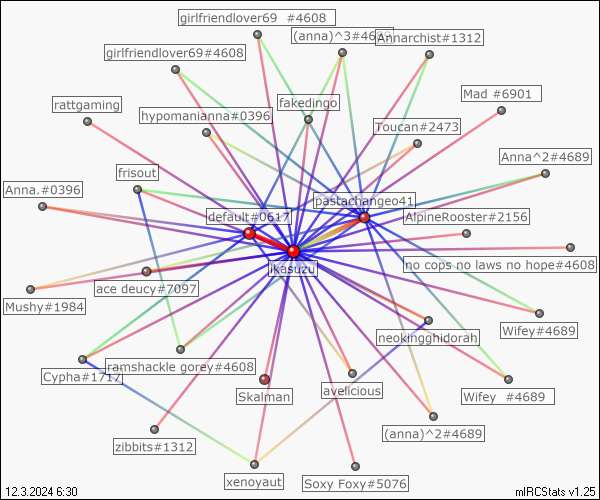 girlfriendlover69 #4608
(anna)^3#4689
Annarchist#1312
girlfriendlover69#4608
Mad #6901
rattgaming
fakedingo
hypomanianna#0396
Toucan#2473
Anna^2#4689
frisout
Anna.#0396
pastachangeo41
default#0617
AlpineRooster#2156
ikasuzu
no cops no laws no hope#4608
ace deucy#7097
Mushy#1984
Wifey#4689
neokingghidorah
ramshackle gorey#4608
Cypha#1717
Skalman
avelicious
Wifey #4689
(anna)^2#4689
zibbits#1312
xenoyaut
Soxy Foxy#5076
12.3.2024 6:30
mIRCStats v1.25